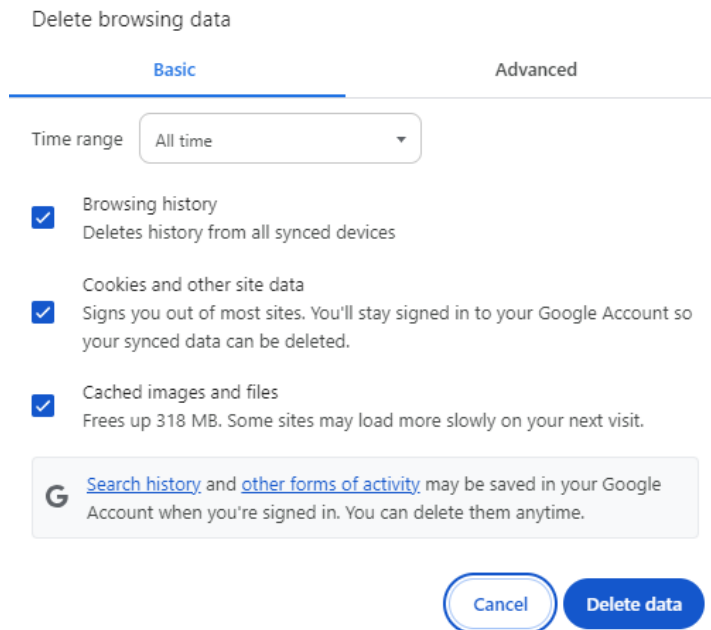 Delete browsing data
Basic
Advanced
Time range
All time
Browsing history
Deletes history from all synced devices
Cookies and other site data
Signs you out of most sites. You'll stay signed in to your Google Account so
your synced data can be deleted.
Cached images and files
Frees up 318 MB. Some sites may load more slowly on your next visit.
G
Search history and other forms of activity may be saved in your Google
Account when you're signed in. You can delete them anytime.
Cancel
Delete data